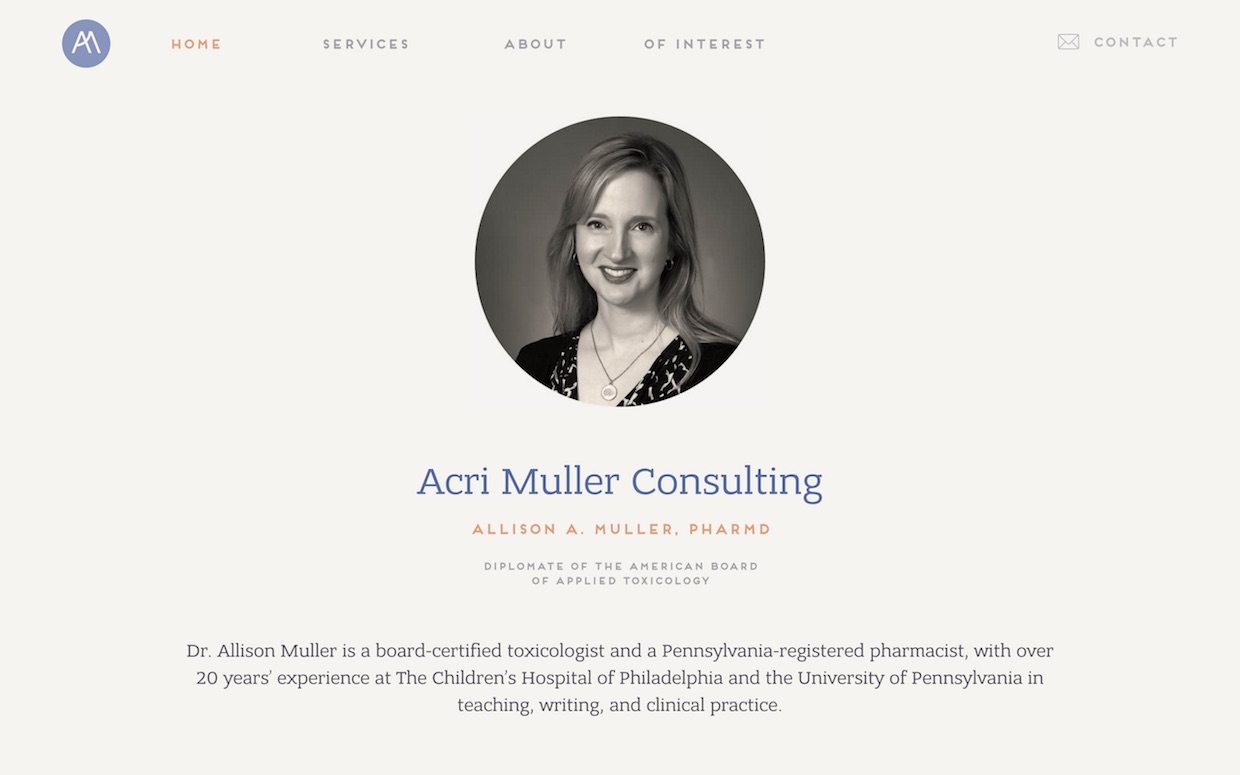 AM
HOME
SERVICES
ABOUT
OF INTEREST
CONTACT
Acri Muller Consulting
ALLISON A. MULLER, PHARMD
DIPLOMATE OF THE AMERICAN BOARD
OF APPLIED TOXICOLOGY
Dr. Allison Muller is a board-certified toxicologist and a Pennsylvania-registered pharmacist, with over
20 years’ experience at The Children’s Hospital of Philadelphia and the University of Pennsylvania in
teaching, writing, and clinical practice.